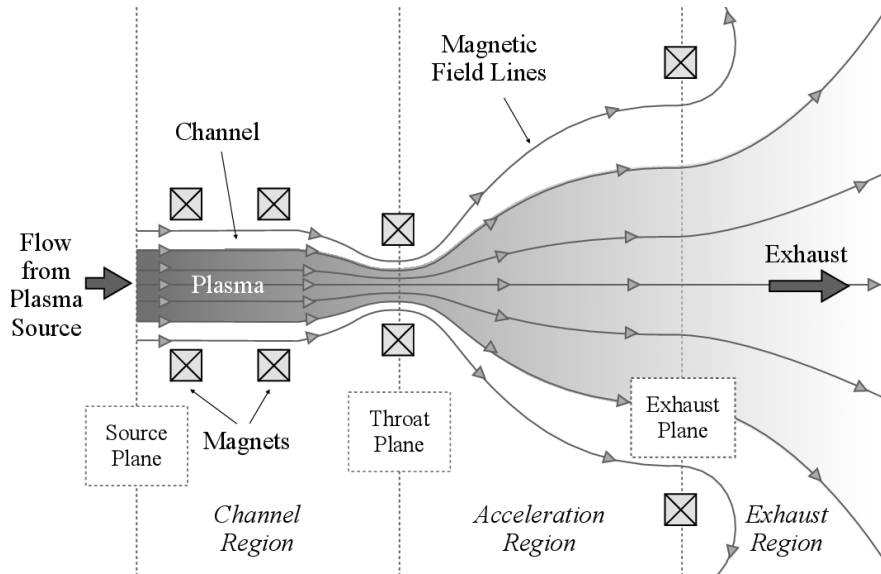 Magnetic
Field Lines
Channel
Flow
from
Plasma
Source
Plasma
Exhaust
Source
Plane
Magnets
Throat
Plane
Exhaust
Plane
Channel
Region
Acceleration
Region
Exhaust
Region